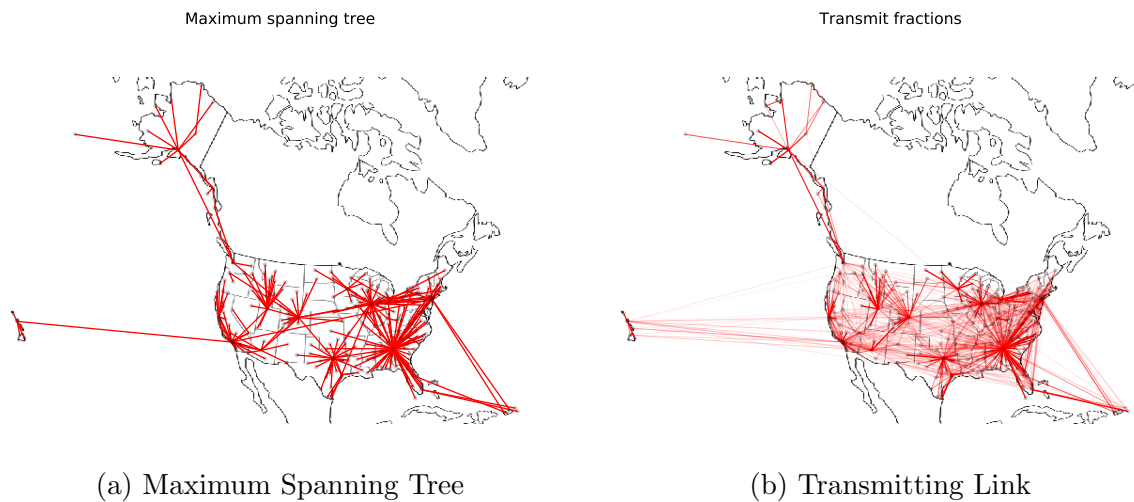 Maximum spanning tree
Transmit fractions
(a) Maximum Spanning Tree
(b) Transmitting Link